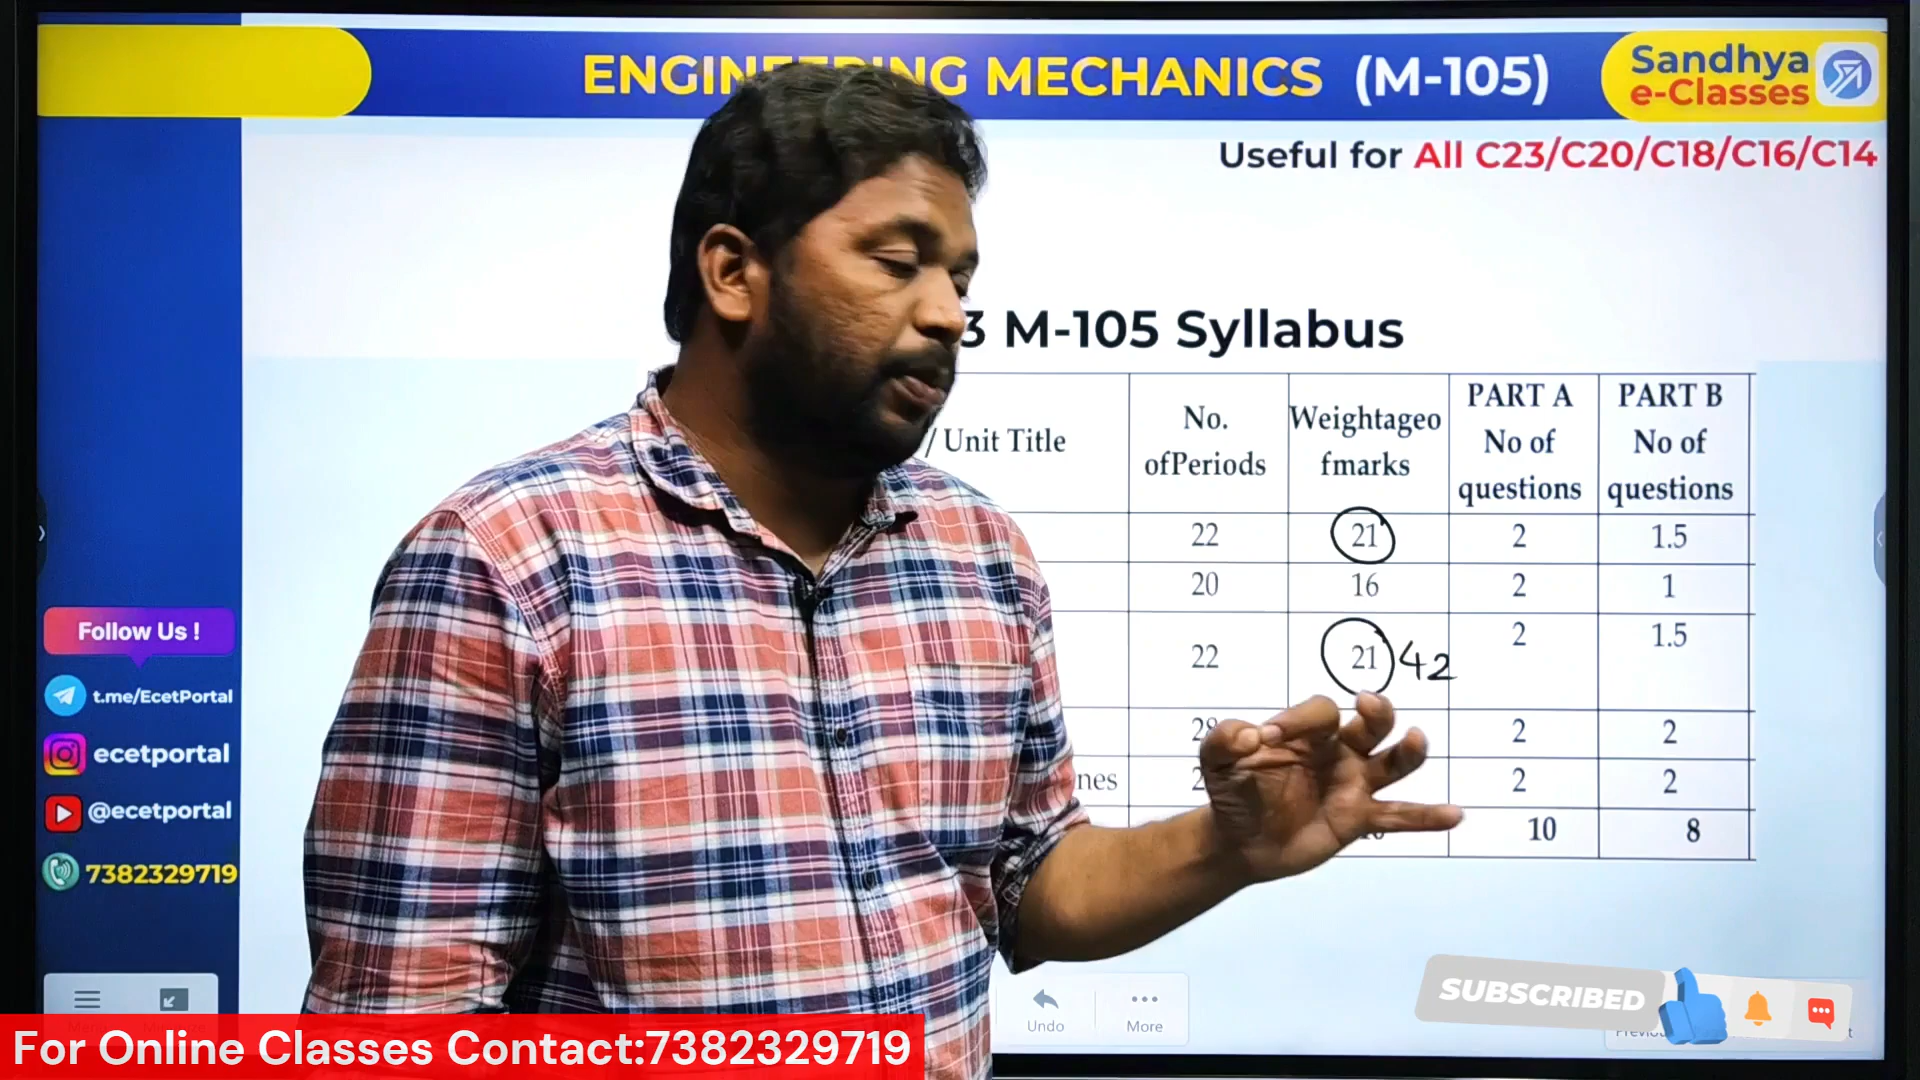 ENGINEERING MECHANICS (M-105)
Sandhya
e-Classes
Useful for All C23/C20/C18/C16/C14
3 M-105 Syllabus
/ Unit Title
No.
ofPeriods
Weightageo
fmarks
PART A
No of
questions
PART B
No of
questions
22 21 2 1.5
20 16 2 1
22 21 42 2 1.5
28 2 2
nes 2 2 2
10 8
Follow Us !
t.me/EcetPortal
ecetportal
@ecetportal
7382329719
Undo
More
SUBSCRIBED
For Online Classes Contact:7382329719